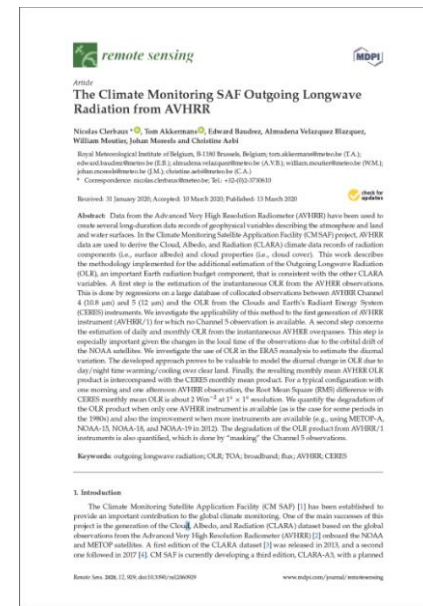 remote sensing
MDPI
Article
The Climate Monitoring SAF Outgoing Longwave
Radiation from AVHRR
Nicolas Clerbaux *, Tom Akkermans, Edward Baudrez, Almudena Velazquez Blazquez,
William Moutier, Johan Moreels and Christine Aebi
Royal Meteorological Institute of Belgium, B-1180 Brussels, Belgium; tom.akkermans@meteo.be (T.A.);
edward.baudrez@meteo.be (E.B.); almudena.velazquez@meteo.be (A.V.B.); william.moutier@meteo.be (W.M.);
johan.moreels@meteo.be (J.M.); christine.aebi@meteo.be (C.A.)
* Correspondence: nicolas.clerbaux@meteo.be; Tel.: +32-(0)2-3730610
Received: 31 January 2020; Accepted: 10 March 2020; Published: 13 March 2020
check for
updates
Abstract: Data from the Advanced Very High Resolution Radiometer (AVHRR) have been used to
create several long-duration data records of geophysical variables describing the atmosphere and land
and water surfaces. In the Climate Monitoring Satellite Application Facility (CM SAF) project, AVHRR
data are used to derive the Cloud, Albedo, and Radiation (CLARA) climate data records of radiation
components (i.e., surface albedo) and cloud properties (i.e., cloud cover). This work describes
the methodology implemented for the additional estimation of the Outgoing Longwave Radiation
(OLR), an important Earth radiation budget component, that is consistent with the other CLARA
variables. A first step is the estimation of the instantaneous OLR from the AVHRR observations.
This is done by regressions on a large database of collocated observations between AVHRR Channel
4 (10.8 µm) and 5 (12 µm) and the OLR from the Clouds and Earth's Radiant Energy System
(CERES) instruments. We investigate the applicability of this method to the first generation of AVHRR
instrument (AVHRR/1) for which no Channel 5 observation is available. A second step concerns
the estimation of daily and monthly OLR from the instantaneous AVHRR overpasses. This step is
especially important given the changes in the local time of the observations due to the orbital drift of
the NOAA satellites. We investigate the use of OLR in the ERA5 reanalysis to estimate the diurnal
variation. The developed approach proves to be valuable to model the diurnal change in OLR due to
day/night time warming/cooling over clear land. Finally, the resulting monthly mean AVHRR OLR
product is intercompared with the CERES monthly mean product. For a typical configuration with
one morning and one afternoon AVHRR observation, the Root Mean Square (RMS) difference with
CERES monthly mean OLR is about 2 Wm−2 at 1° × 1° resolution. We quantify the degradation of
the OLR product when only one AVHRR instrument is available (as is the case for some periods in
the 1980s) and also the improvement when more instruments are available (e.g., using METOP-A,
NOAA-15, NOAA-18, and NOAA-19 in 2012). The degradation of the OLR product from AVHRR/1
instruments is also quantified, which is done by "masking" the Channel 5 observations.
Keywords: outgoing longwave radiation; OLR; TOA; broadband; flux; AVHRR; CERES
1. Introduction
The Climate Monitoring Satellite Application Facility (CM SAF) [1] has been established to
provide an important contribution to the global climate monitoring. One of the main successes of this
project is the generation of the Cloud, Albedo, and Radiation (CLARA) dataset based on the global
observations from the Advanced Very High Resolution Radiometer (AVHRR) [2] onboard the NOAA
and METOP satellites. A first edition of the CLARA dataset [3] was released in 2013, and a second
one followed in 2017 [4]. CM SAF is currently developing a third edition, CLARA-A3, with a planned
Remote Sens. 2020, 12, 929; doi:10.3390/rs12060929
www.mdpi.com/journal/remotesensing